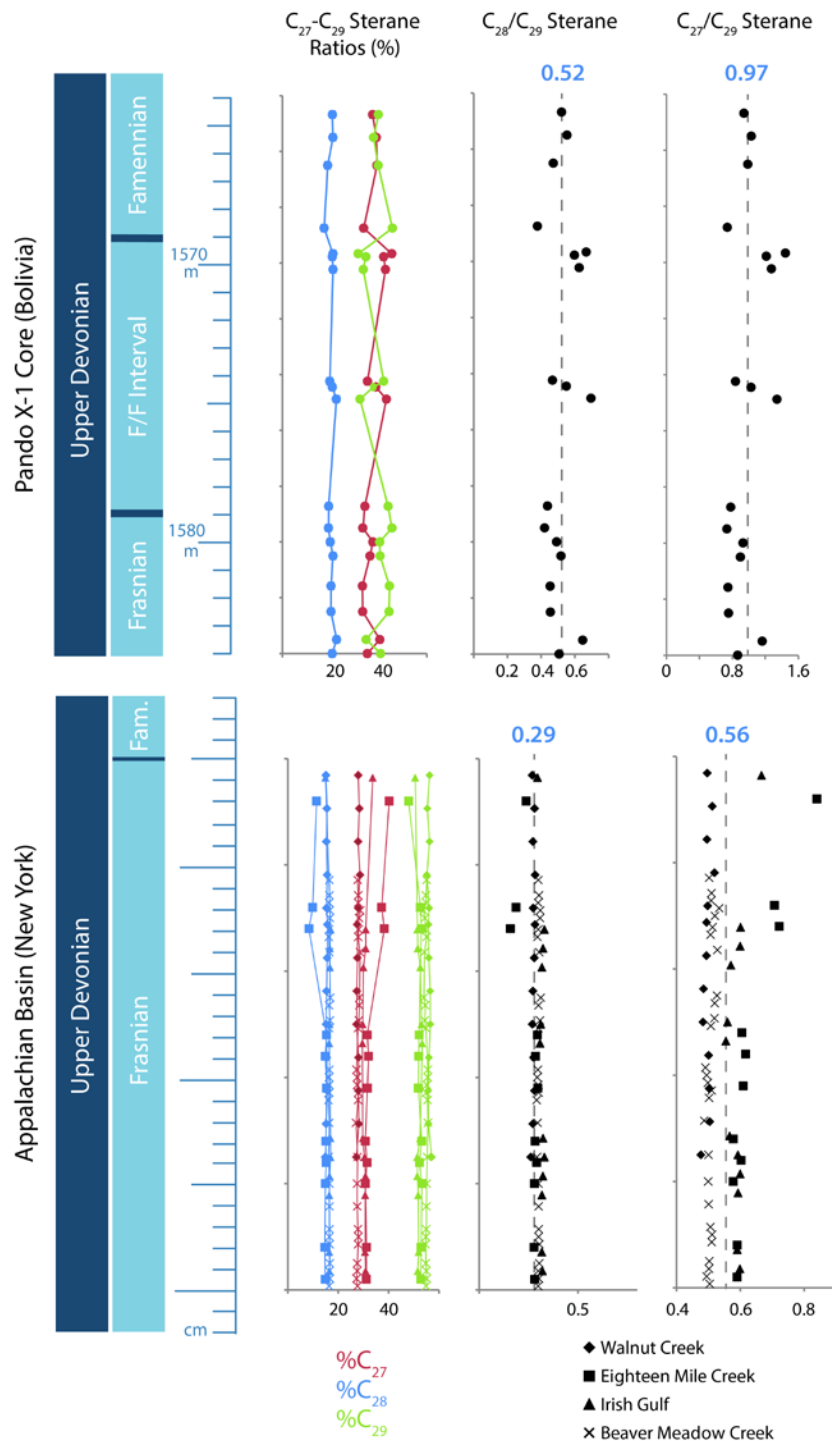 C27-C29 Sterane
Ratios (%)
C28/C29 Sterane
C27/C29 Sterane
0.52
0.97
Pando X-1 Core (Bolivia)
Upper Devonian
Famennian
F/F Interval
Frasnian
1570
m
1580
m
20 40
0 0.4 0.8
0 0.8 1.6
Appalachian Basin (New York)
Upper Devonian
Fam.
Frasnian
cm
0.29
0.56
20 40
0.5
0.4 0.6 0.8
%C27
%C28
%C29
Walnut Creek
Eighteen Mile Creek
Irish Gulf
Beaver Meadow Creek